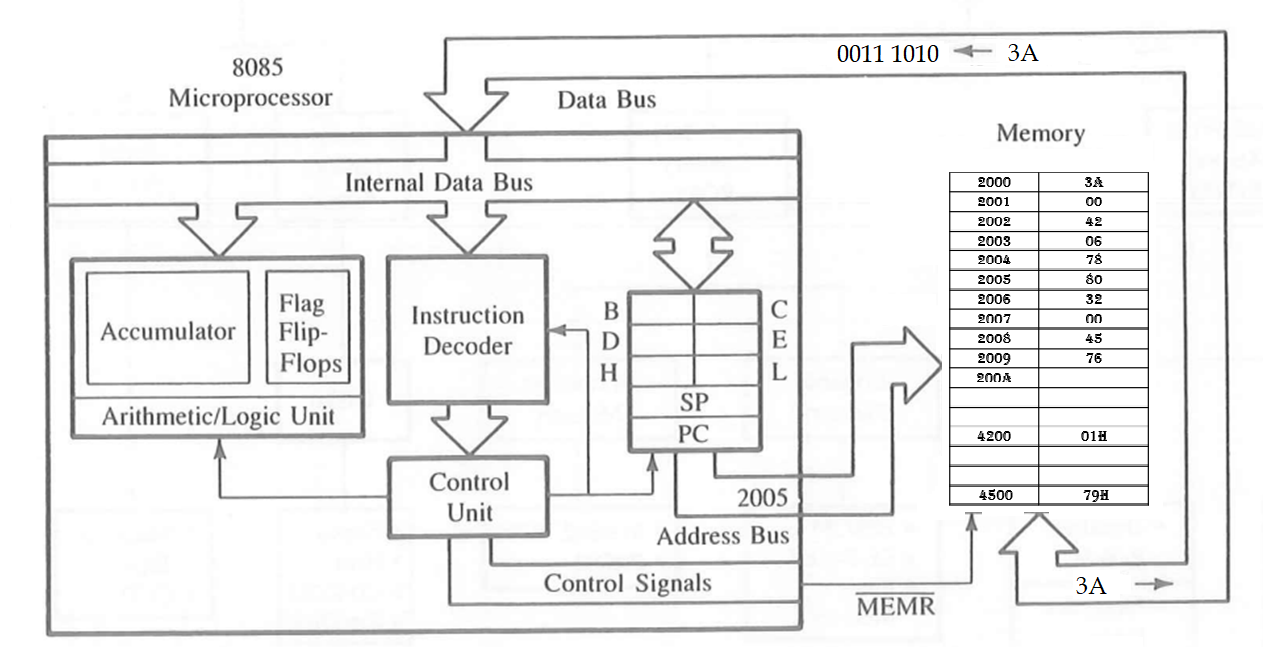 0011 1010 ← 3A
8085
Microprocessor
Data Bus
Memory
Internal Data Bus
2000 3A
2001 00
2002 42
2003 06
2004 78
2005 80
2006 32
2007 00
2008 45
2009 76
200A
4200 01H
4500 79H
Accumulator
Flag
Flip-
Flops
Arithmetic/Logic Unit
Instruction
Decoder
B C
D E
H L
SP
PC
Control
Unit
2005
Address Bus
Control Signals
MEMR
3A →